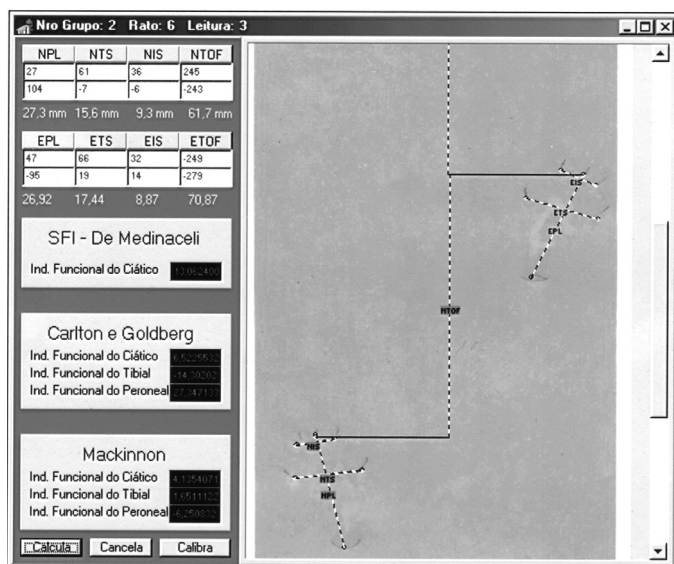 Nro Grupo: 2 Rato: 6 Leitura: 3
NPL NTS NIS NTOF
27 61 36 245
104 -7 -6 -243
27,3 mm 15,6 mm 9,3 mm 61,7 mm
EPL ETS EIS ETOF
47 66 32 -249
-95 19 14 -279
26,92 17,44 8,87 70,87
SFI - De Medinaceli
Ind. Funcional do Ciático
Carlton e Goldberg
Ind. Funcional do Ciático
Ind. Funcional do Tibial -14,30202
Ind. Funcional do Peroneal
Mackinnon
Ind. Funcional do Ciático 4,1354071
Ind. Funcional do Tibial
Ind. Funcional do Peroneal
Calcula Cancela Calibra
EIS
ETS
EPL
NTOF
NIS
NTS
NPL